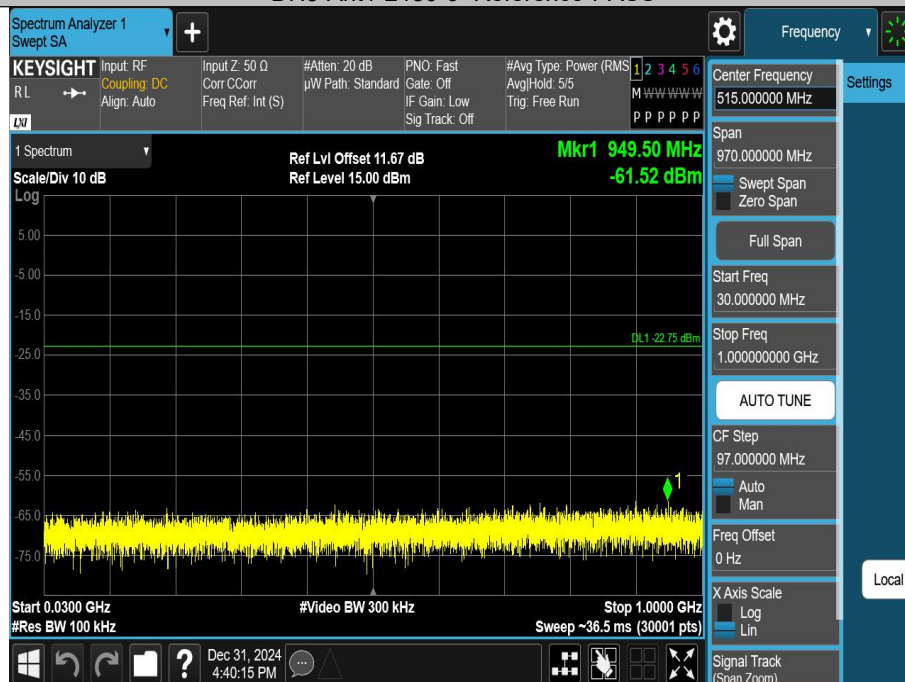 Spectrum Analyzer 1
Swept SA
Frequency
KEYSIGHT
RL
LXI
Input: RF
Coupling: DC
Align: Auto
Input Z: 50 Ω
Corr CCorr
Freq Ref: Int (S)
#Atten: 20 dB
µW Path: Standard
PNO: Fast
Gate: Off
IF Gain: Low
Sig Track: Off
#Avg Type: Power (RMS
Avg|Hold: 5/5
Trig: Free Run
1 2 3 4 5 6
M W W W W W
P P P P P P
1 Spectrum
Scale/Div 10 dB
Log
Ref Lvl Offset 11.67 dB
Ref Level 15.00 dBm
Mkr1 949.50 MHz
-61.52 dBm
5.00
-5.00
-15.0
DL1 -22.75 dBm
-25.0
-35.0
-45.0
-55.0
1
-65.0
-75.0
Start 0.0300 GHz
#Res BW 100 kHz
#Video BW 300 kHz
Stop 1.0000 GHz
Sweep ~36.5 ms (30001 pts)
Dec 31, 2024
4:40:15 PM
?
Center Frequency
515.000000 MHz
Settings
Span
970.000000 MHz
Swept Span
Zero Span
Full Span
Start Freq
30.000000 MHz
Stop Freq
1.000000000 GHz
AUTO TUNE
CF Step
97.000000 MHz
Auto
Man
Freq Offset
0 Hz
Local
X Axis Scale
Log
Lin
Signal Track
(Span Zoom)